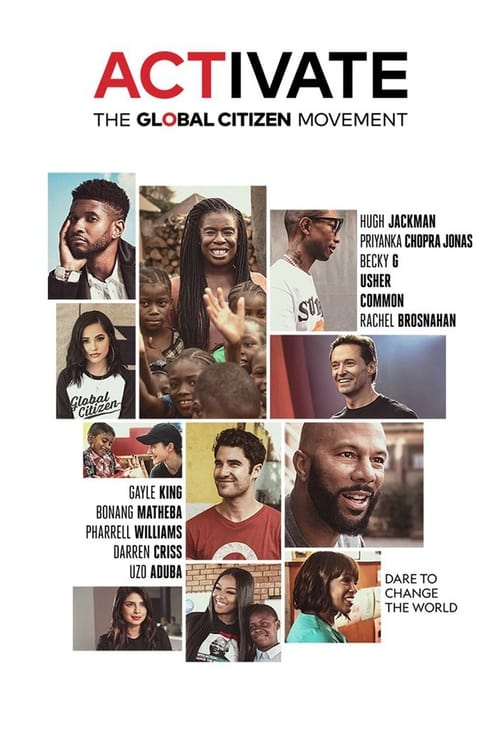 ACTIVATE
THE GLOBAL CITIZEN MOVEMENT
HUGH JACKMAN
PRIYANKA CHOPRA JONAS
BECKY G
USHER
COMMON
RACHEL BROSNAHAN
Global
Citizen
GAYLE KING
BONANG MATHEBA
PHARRELL WILLIAMS
DARREN CRISS
UZO ADUBA
DARE TO
CHANGE
THE WORLD